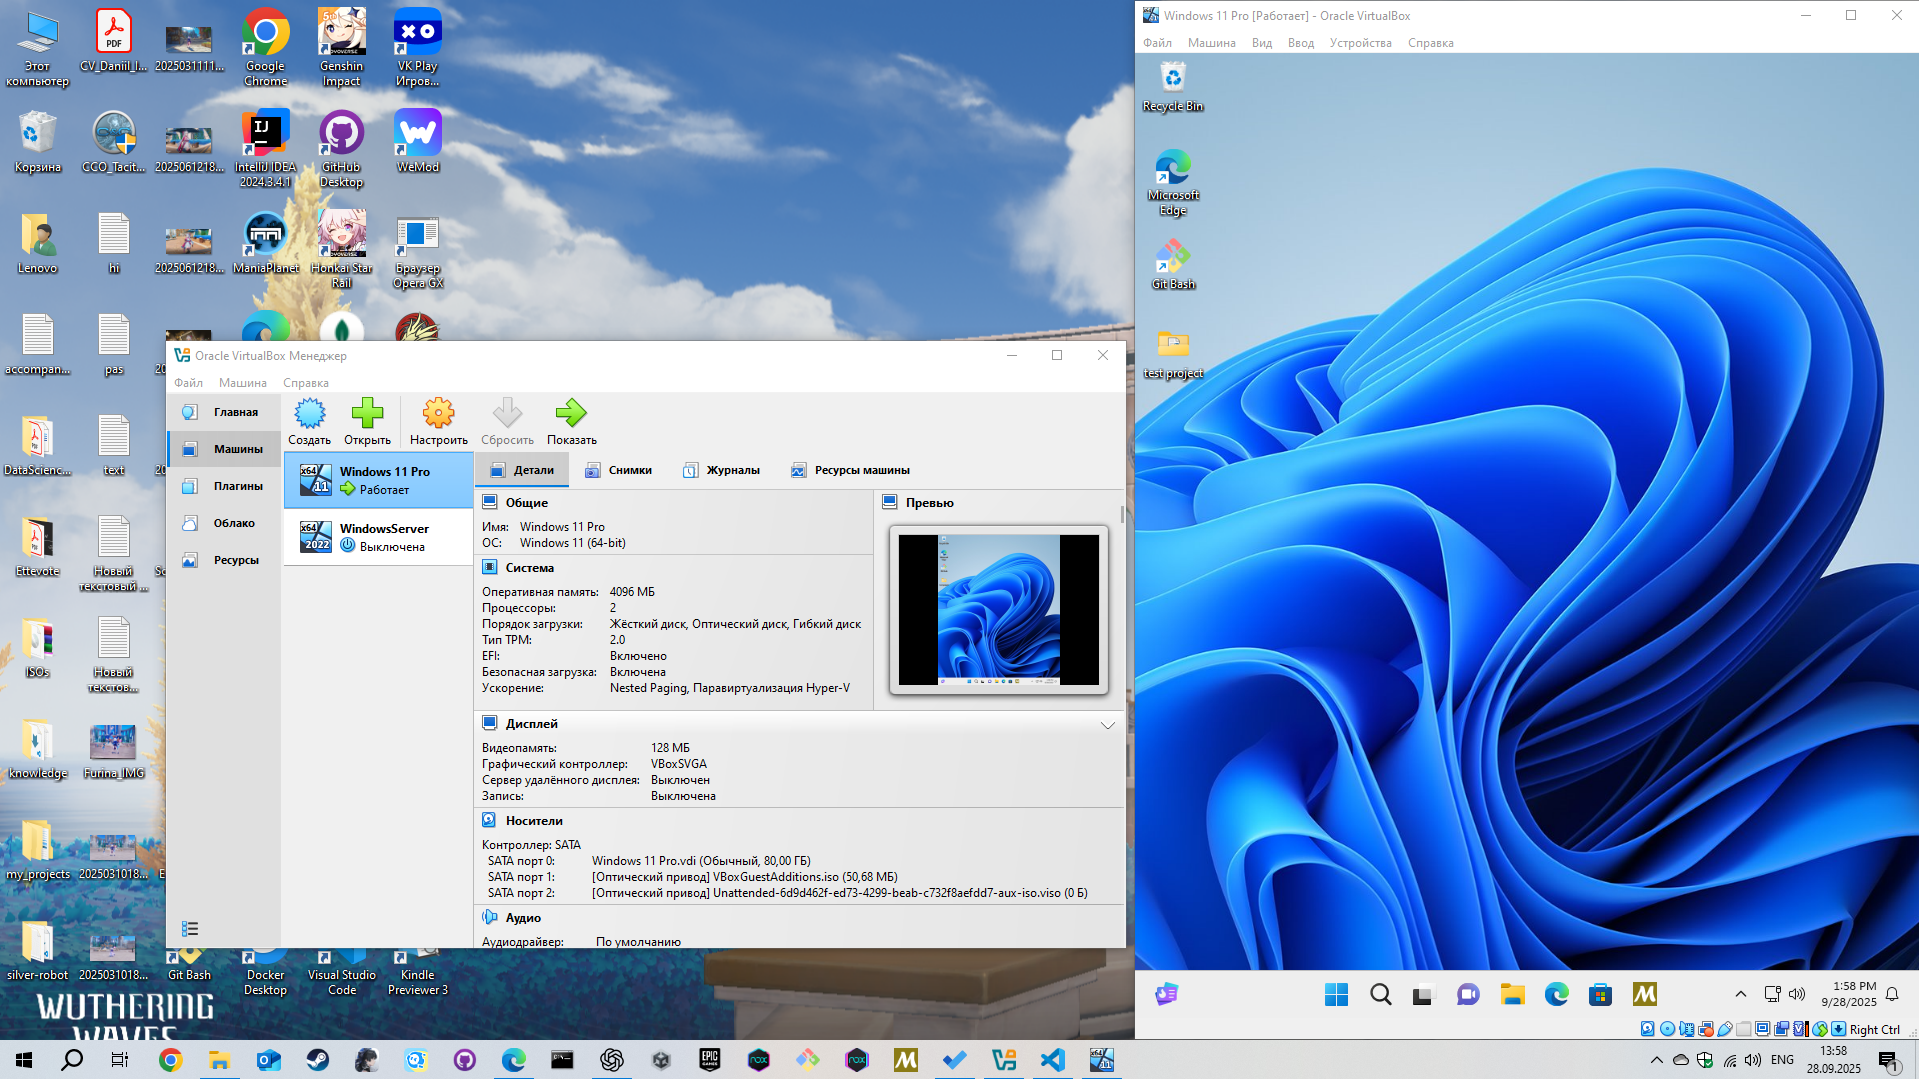 Этот компьютер
CV_Daniil_I...
2025031111...
Google Chrome
Genshin Impact
VK Play Игров...
Корзина
CCO_Tacit...
2025061218...
IntelliJ IDEA 2024.3.4.1
GitHub Desktop
WeMod
Lenovo
hi
2025061218...
ManiaPlanet
Honkai Star Rail
Браузер Opera GX
accompan...
pas
DataScienc...
text
Ettevote
Новый текстовый ...
ISOs
Новый текстов...
knowledge
Furina_IMG
my_projects
2025031018...
silver-robot
2025031018...
Git Bash
Docker Desktop
Visual Studio Code
Kindle Previewer 3
WUTHERING
WAVES
Oracle VirtualBox Менеджер
Файл Машина Справка
Главная
Машины
Плагины
Облако
Ресурсы
Создать Открыть Настроить Сбросить Показать
Windows 11 Pro
Работает
WindowsServer
Выключена
Детали Снимки Журналы Ресурсы машины
Общие
Имя: Windows 11 Pro
ОС: Windows 11 (64-bit)
Превью
Система
Оперативная память: 4096 МБ
Процессоры: 2
Порядок загрузки: Жёсткий диск, Оптический диск, Гибкий диск
Тип TPM: 2.0
EFI: Включено
Безопасная загрузка: Включена
Ускорение: Nested Paging, Паравиртуализация Hyper-V
Дисплей
Видеопамять: 128 МБ
Графический контроллер: VBoxSVGA
Сервер удалённого дисплея: Выключен
Запись: Выключена
Носители
Контроллер: SATA
SATA порт 0: Windows 11 Pro.vdi (Обычный, 80,00 ГБ)
SATA порт 1: [Оптический привод] VBoxGuestAdditions.iso (50,68 МБ)
SATA порт 2: [Оптический привод] Unattended-6d9d462f-ed73-4299-beab-c732f8aefdd7-aux-iso.viso (0 Б)
Аудио
Аудиодрайвер: По умолчанию
Windows 11 Pro [Работает] - Oracle VirtualBox
Файл Машина Вид Ввод Устройства Справка
Recycle Bin
Microsoft Edge
Git Bash
test project
1:58 PM
9/28/2025
Right Ctrl
ENG
13:58
28.09.2025